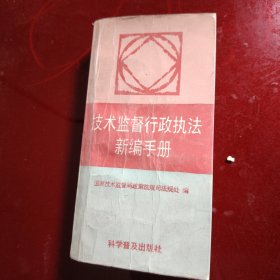 技术监督行政执法
新编手册
国家技术监督局政策法规司法规处 编
科学普及出版社